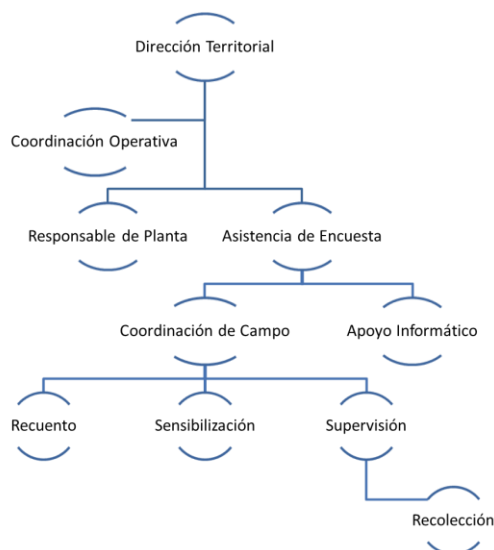 Dirección Territorial
Coordinación Operativa
Responsable de Planta
Asistencia de Encuesta
Coordinación de Campo
Apoyo Informático
Recuento
Sensibilización
Supervisión
Recolección